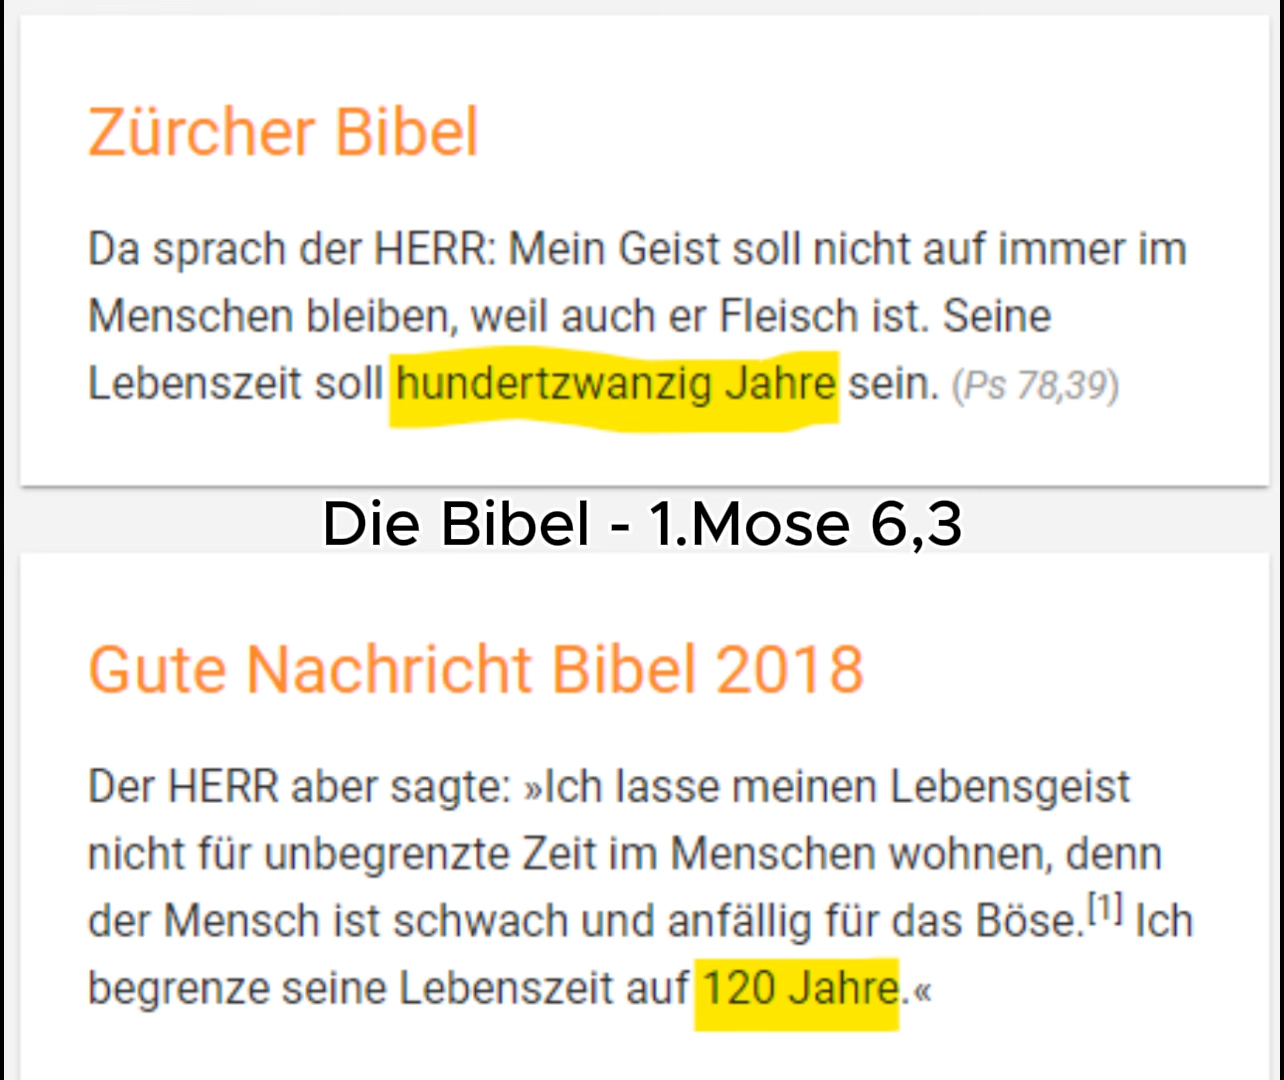 Zürcher Bibel
Da sprach der HERR: Mein Geist soll nicht auf immer im
Menschen bleiben, weil auch er Fleisch ist. Seine
Lebenszeit soll hundertzwanzig Jahre sein. (Ps 78,39)
Die Bibel - 1.Mose 6,3
Gute Nachricht Bibel 2018
Der HERR aber sagte: »Ich lasse meinen Lebensgeist
nicht für unbegrenzte Zeit im Menschen wohnen, denn
der Mensch ist schwach und anfällig für das Böse.[1] Ich
begrenze seine Lebenszeit auf 120 Jahre.«